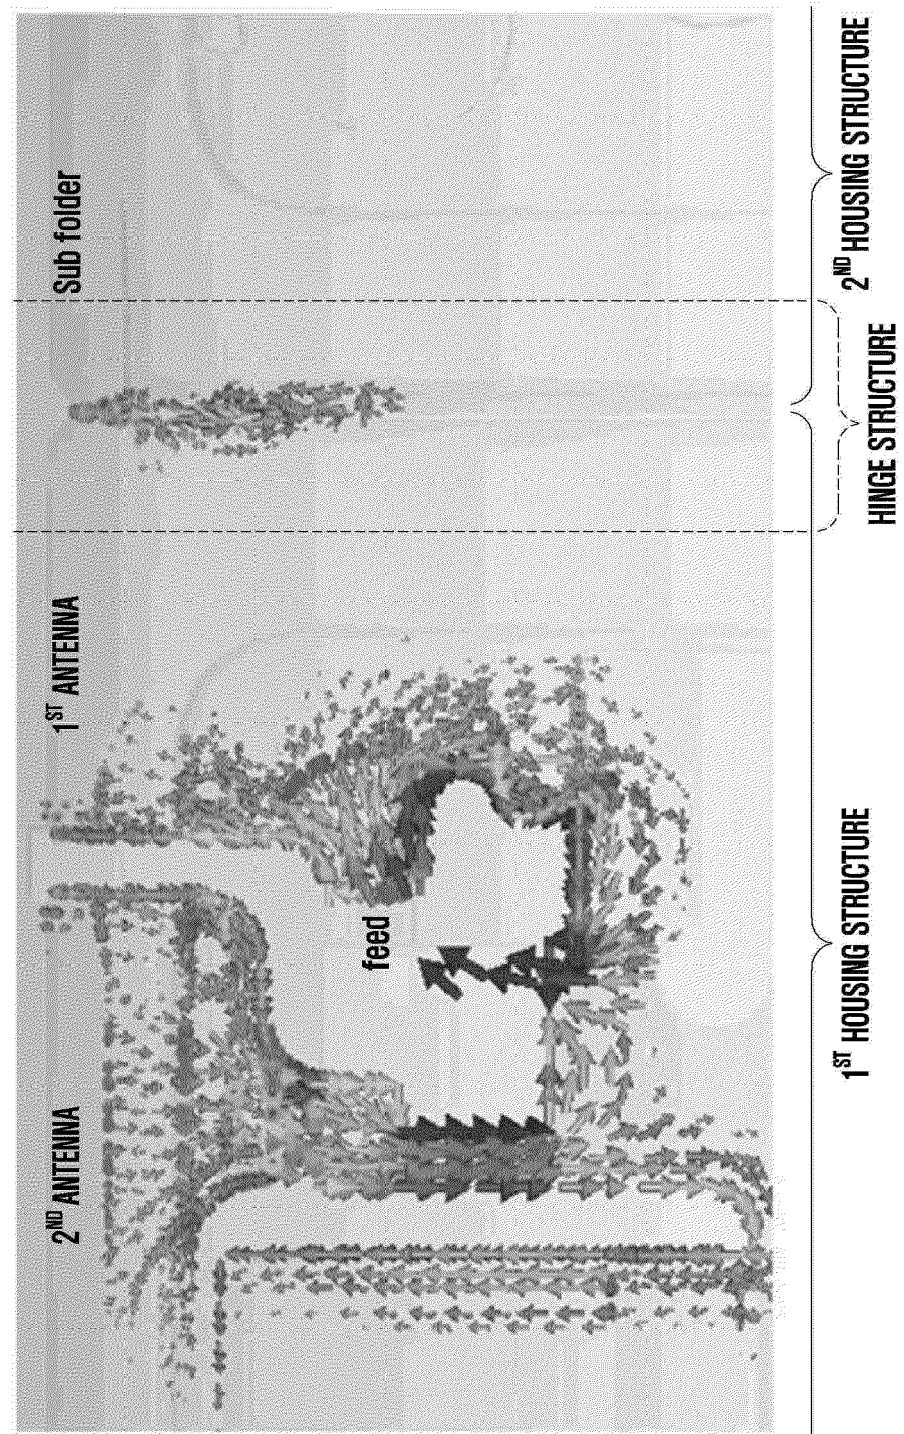 2ND ANTENNA
1ST ANTENNA
Sub folder
feed
1ST HOUSING STRUCTURE
HINGE STRUCTURE
2ND HOUSING STRUCTURE